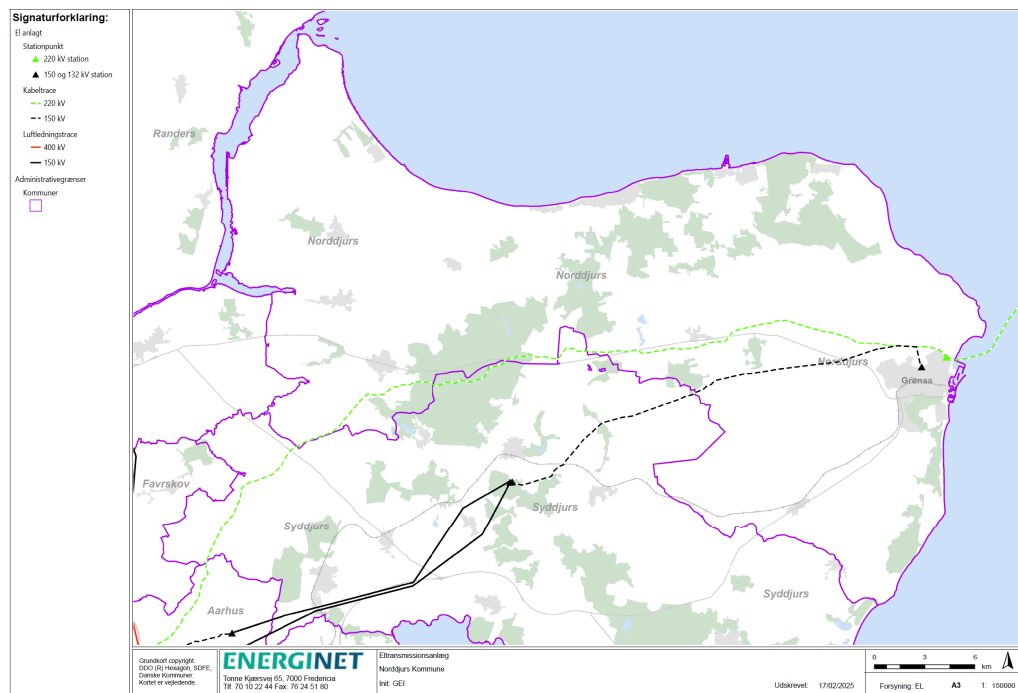 Signaturforklaring:
El anlagt
Stationpunkt
220 kV station
150 og 132 kV station
Kabeltrace
220 kV
150 kV
Luftledningtrace
400 kV
150 kV
Administrativegrænser
Kommuner
Randers
Norddjurs
Norddjurs
Norddjurs
Grenaa
Favrskov
Syddjurs
Syddjurs
Syddjurs
Aarhus
Grundkort copyright:
DDO (R) Hexagon, SDFE,
Danske Kommuner.
Kortet er vejledende.
ENERGINET
Tonne Kjærsvej 65, 7000 Fredericia
Tlf. 70 10 22 44 Fax. 76 24 51 80
Eltransmissionsanlæg
Norddjurs Kommune
Init: GEI
Udskrevet: 17/02/2025
0 3 6
km
Forsyning: EL A3 1: 150000